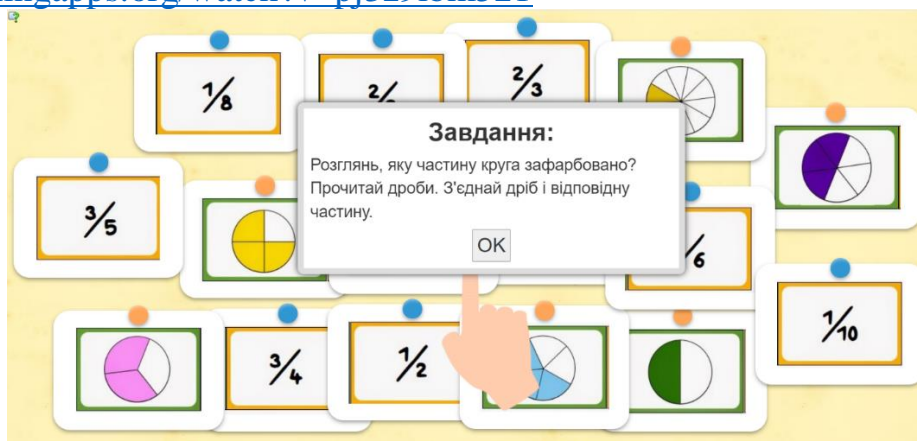 1/8
2/3
Завдання:
Розглянь, яку частину круга зафарбовано?
Прочитай дроби. З'єднай дріб і відповідну
частину.
OK
3/5
/6
1/10
3/4
1/2